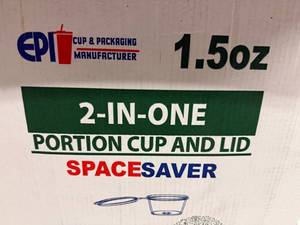 EPI CUP & PACKAGING
MANUFACTURER
1.5oz
2-IN-ONE
PORTION CUP AND LID
SPACESAVER